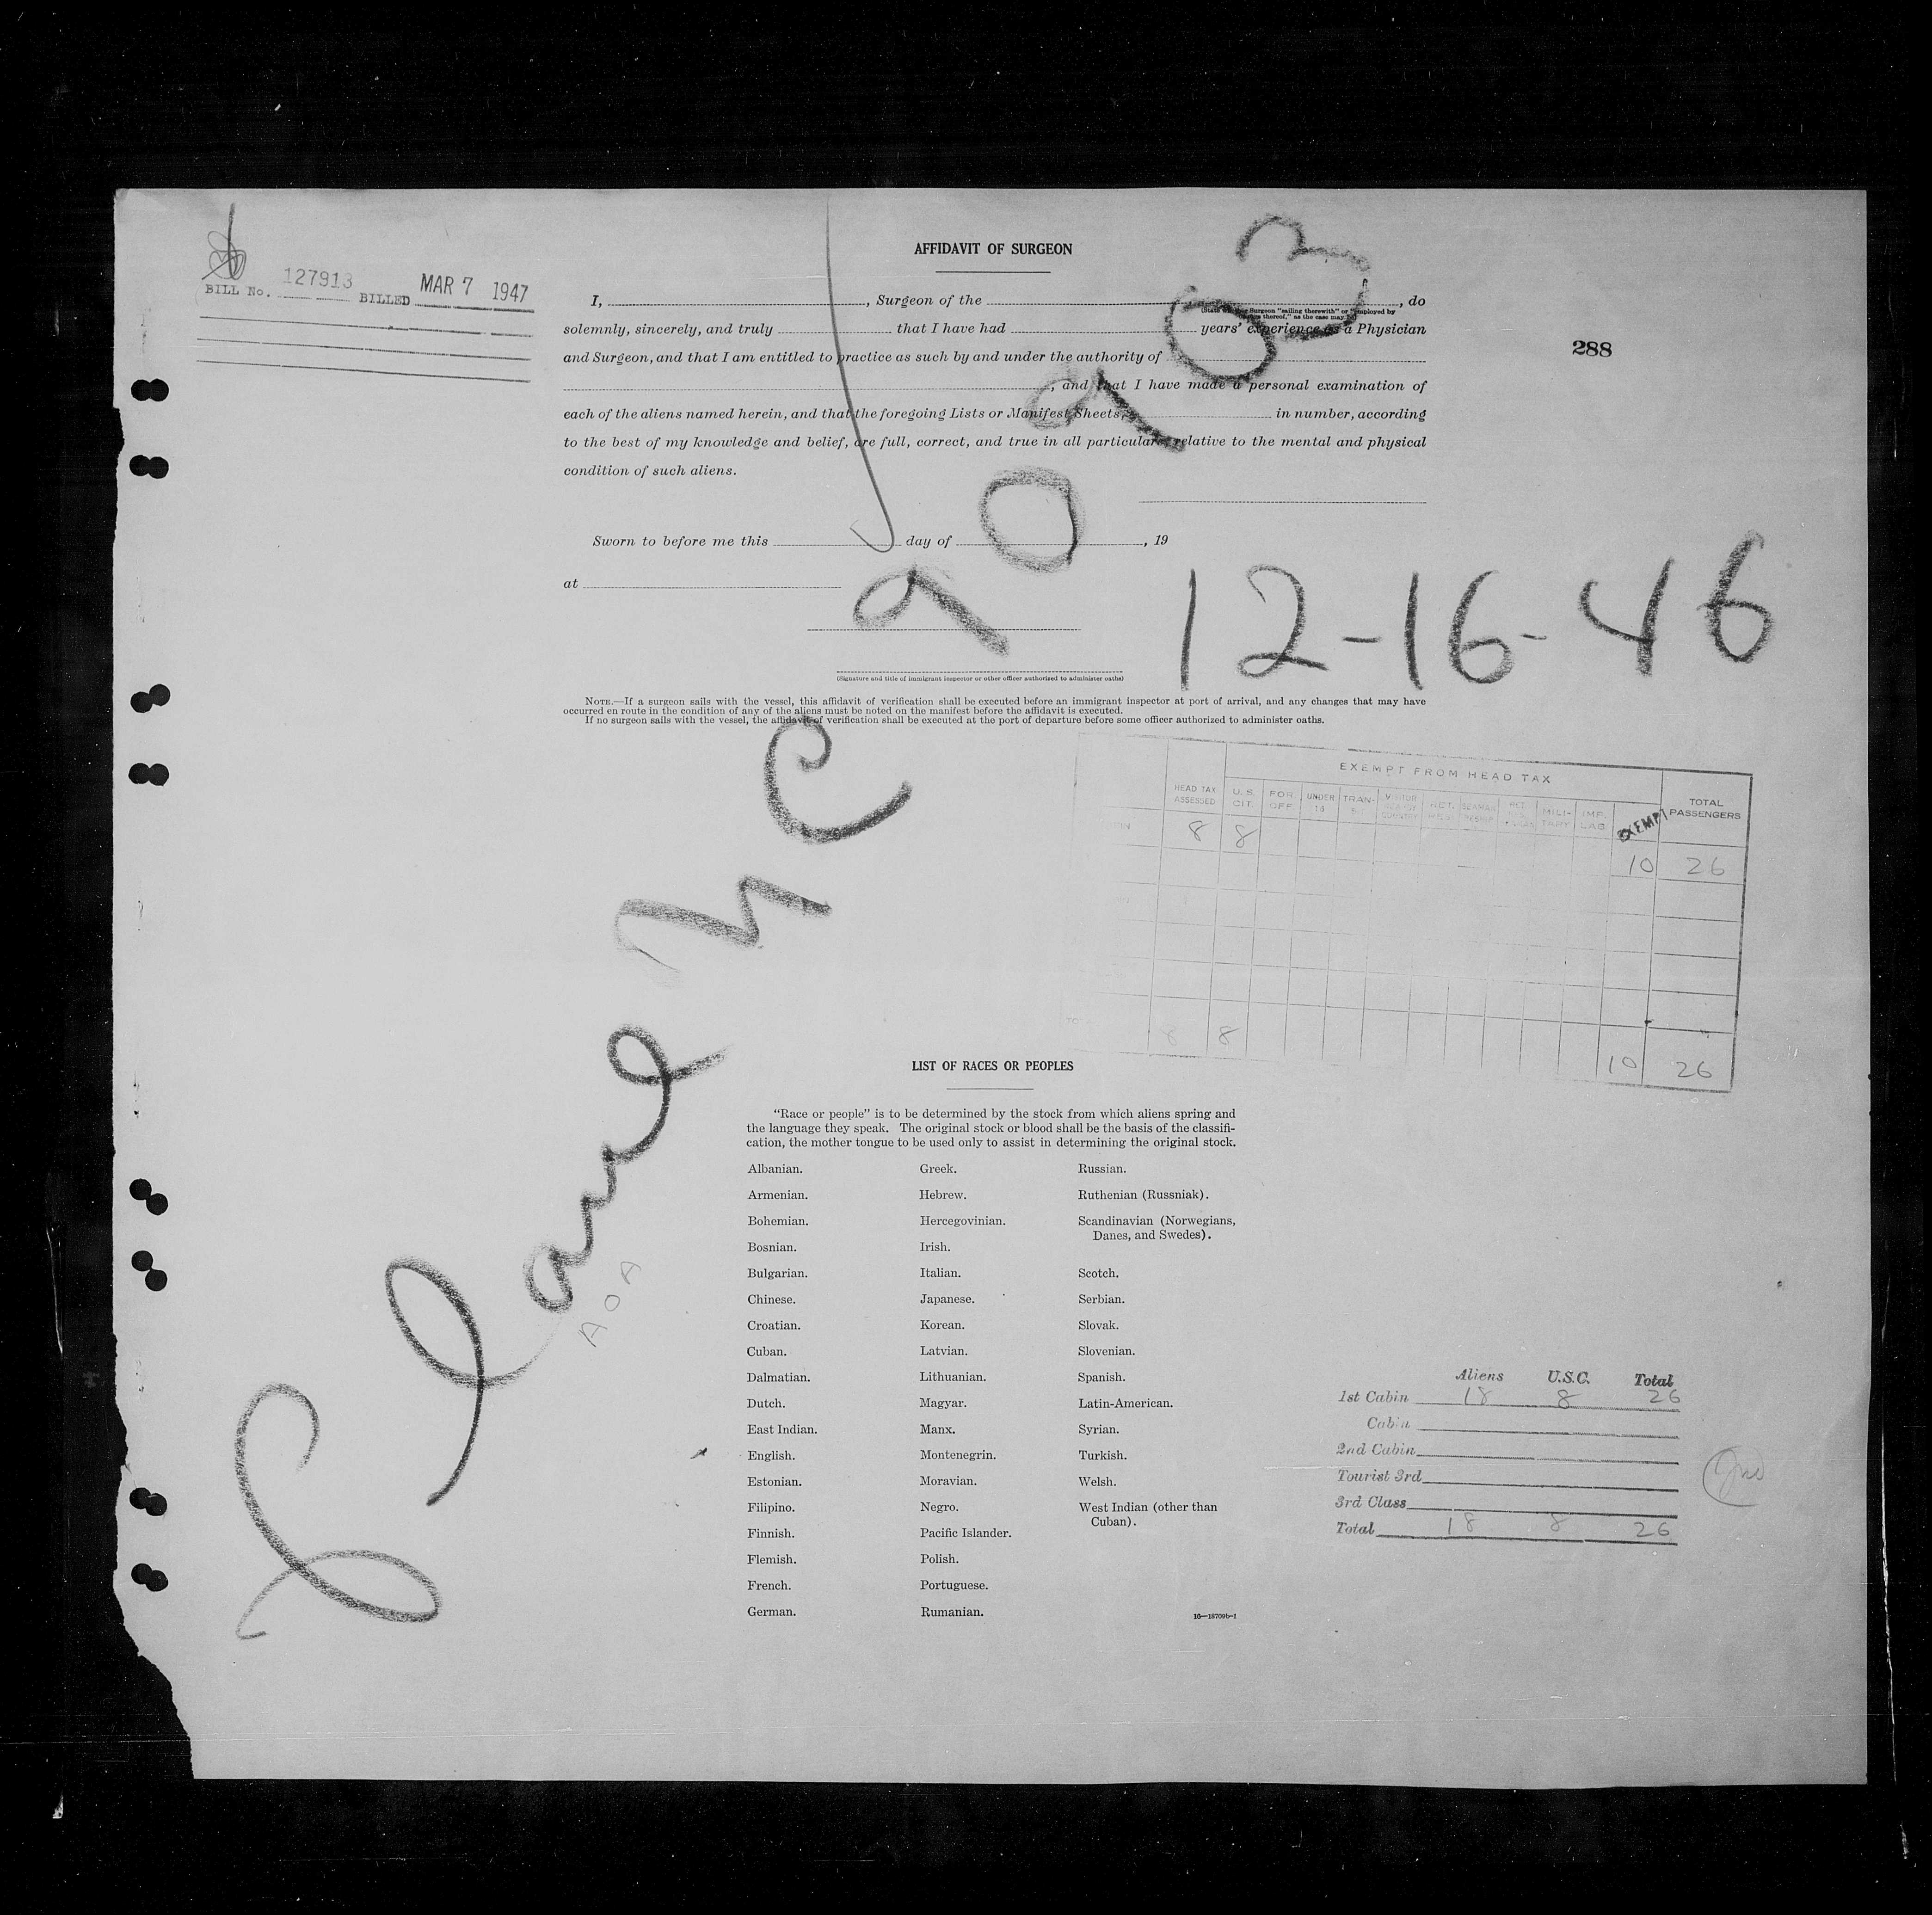 AFFIDAVIT OF SURGEON
BILL No. 127913 BILLED MAR 7 1947
288
I, , Surgeon of the , do
solemnly, sincerely, and truly that I have had years' experience as a Physician
and Surgeon, and that I am entitled to practice as such by and under the authority of
, and that I have made a personal examination of
each of the aliens named herein, and that the foregoing Lists or Manifest Sheets, in number, according
to the best of my knowledge and belief, are full, correct, and true in all particulars relative to the mental and physical
condition of such aliens.
Sworn to before me this day of , 19
at
(Signature and title of immigrant inspector or other officer authorized to administer oaths)
Plane NC 90903
12-16-46
AOA
NOTE.—If a surgeon sails with the vessel, this affidavit of verification shall be executed before an immigrant inspector at port of arrival, and any changes that may have
occurred en route in the condition of any of the aliens must be noted on the manifest before the affidavit is executed.
If no surgeon sails with the vessel, the affidavit of verification shall be executed at the port of departure before some officer authorized to administer oaths.
EXEMPT FROM HEAD TAX
HEAD TAX ASSESSED U.S. CIT. FOR OFF. UNDER 16 TRAN- MILI-TARY IMP. LAB EXEMPT TOTAL PASSENGERS
8 8 10 26
8 8 10 26
LIST OF RACES OR PEOPLES
"Race or people" is to be determined by the stock from which aliens spring and
the language they speak. The original stock or blood shall be the basis of the classifi-
cation, the mother tongue to be used only to assist in determining the original stock.
Albanian. Greek. Russian.
Armenian. Hebrew. Ruthenian (Russniak).
Bohemian. Hercegovinian. Scandinavian (Norwegians,
Danes, and Swedes).
Bosnian. Irish.
Bulgarian. Italian. Scotch.
Chinese. Japanese. Serbian.
Croatian. Korean. Slovak.
Cuban. Latvian. Slovenian.
Dalmatian. Lithuanian. Spanish.
Dutch. Magyar. Latin-American.
East Indian. Manx. Syrian.
English. Montenegrin. Turkish.
Estonian. Moravian. Welsh.
Filipino. Negro. West Indian (other than
Cuban).
Finnish. Pacific Islander.
Flemish. Polish.
French. Portuguese.
German. Rumanian.
16—18709b-1
Aliens U.S.C. Total
1st Cabin 18 8 26
Cabin
2nd Cabin
Tourist 3rd
3rd Class
Total 18 8 26